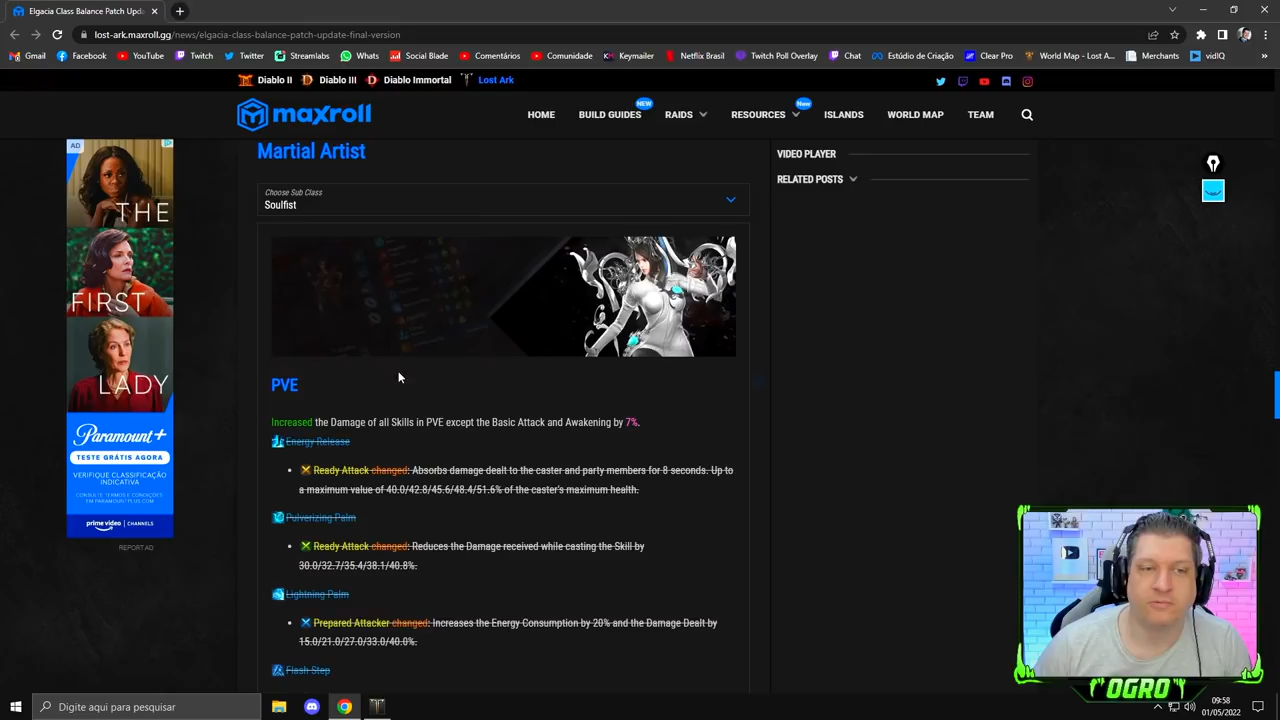 Elgacia Class Balance Patch Upda
lost-ark.maxroll.gg/news/elgacia-class-balance-patch-update-final-version
Gmail
Facebook
YouTube
Twitch
Twitter
Streamlabs
Whats
Social Blade
Comentários
Comunidade
Keymailer
Netflix Brasil
Twitch Poll Overlay
Canva
Estúdio de Criação
Clear Pro
World Map - Lost A...
Merchants
vidIQ
»
Diablo II
Diablo III
Diablo Immortal
Lost Ark
maxroll
HOME
BUILD GUIDES
NEW
RAIDS
RESOURCES
New
ISLANDS
WORLD MAP
TEAM
AD
THE
FIRST
LADY
Paramount+
TESTE GRÁTIS AGORA
VERIFIQUE CLASSIFICAÇÃO
INDICATIVA
prime video | CHANNELS
REPORT AD
Martial Artist
Choose Sub Class
Soulfist
PVE
Increased the Damage of all Skills in PVE except the Basic Attack and Awakening by 7%.
Energy Release
Ready Attack changed: Absorbs damage dealt to the caster and party members for 8 seconds. Up
to a maximum value of 40.0/42.8/45.6/48.4/51.6% of the caster's maximum health.
Pulverizing Palm
Ready Attack changed: Reduces the Damage received while casting the Skill by
30.0/32.7/35.4/38.1/40.8%.
Lightning Palm
Prepared Attacker changed: Increases the Energy Consumption by 20% and the Damage Dealt by
15.0/21.0/27.0/33.0/40.0%.
Flash Step
VIDEO PLAYER
RELATED POSTS
OGRO
Digite aqui para pesquisar
09:58
01/05/2022